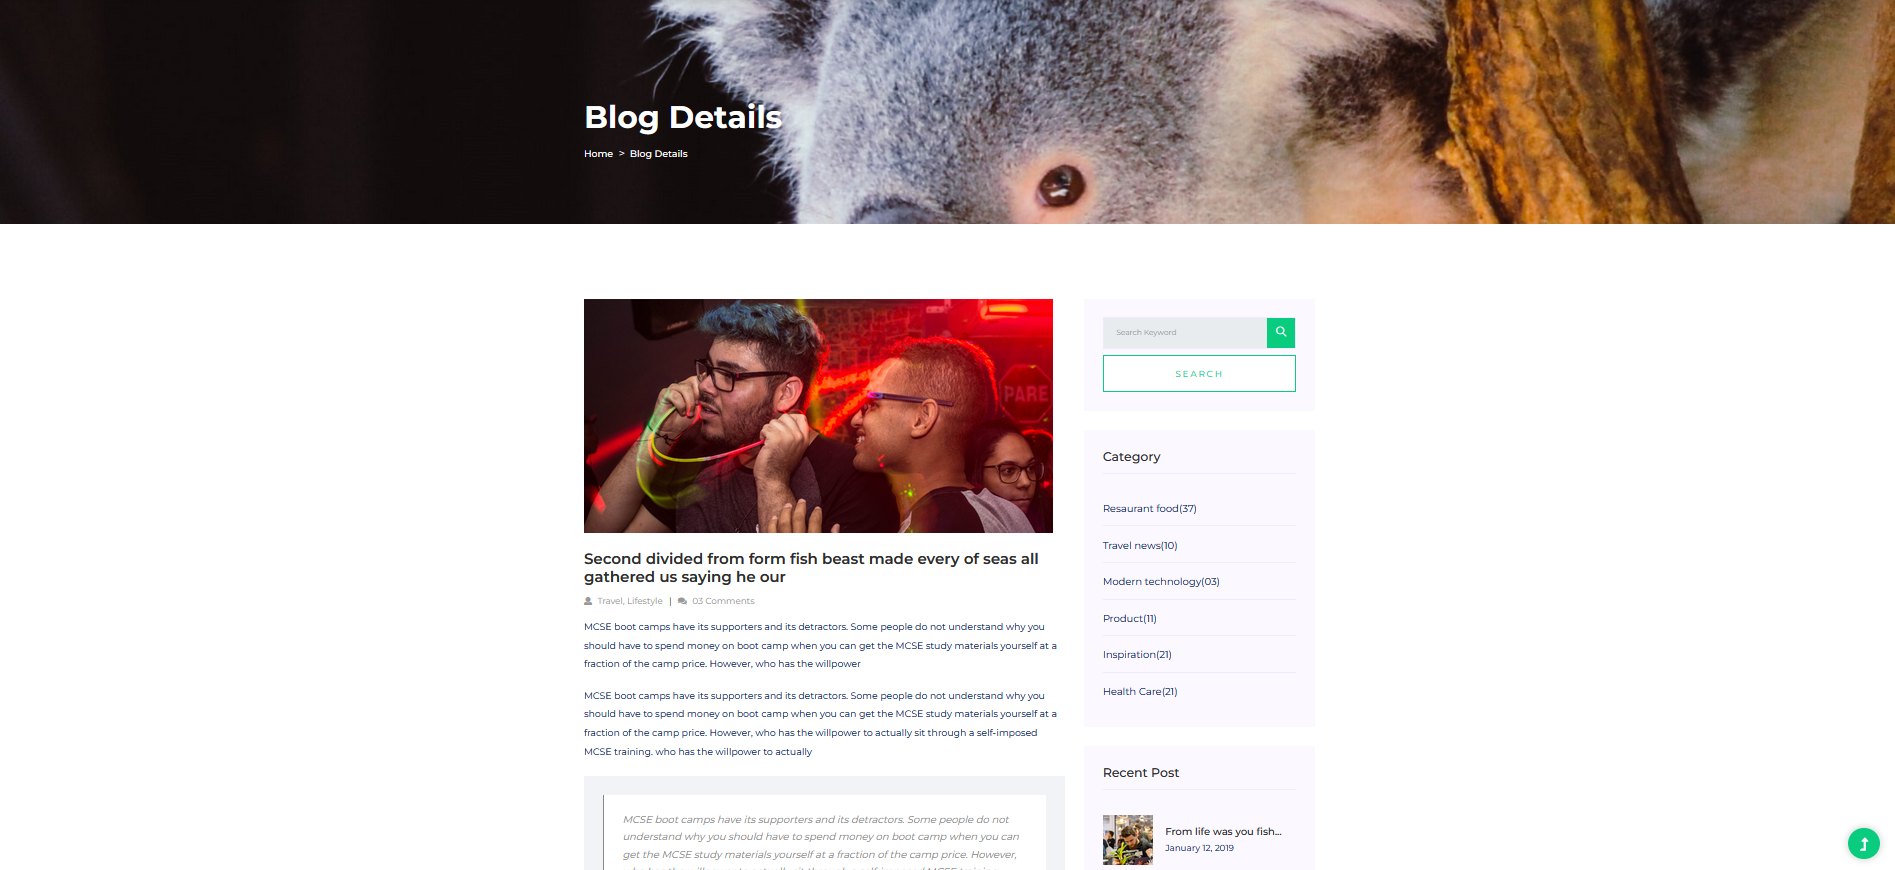 Blog Details
Home > Blog Details
PARE
Search Keyword
SEARCH
Category
Resaurant food(37)
Travel news(10)
Modern technology(03)
Product(11)
Inspiration(21)
Health Care(21)
Recent Post
From life was you fish...
January 12, 2019
Second divided from form fish beast made every of seas all
gathered us saying he our
Travel, Lifestyle | 03 Comments
MCSE boot camps have its supporters and its detractors. Some people do not understand why you
should have to spend money on boot camp when you can get the MCSE study materials yourself at a
fraction of the camp price. However, who has the willpower
MCSE boot camps have its supporters and its detractors. Some people do not understand why you
should have to spend money on boot camp when you can get the MCSE study materials yourself at a
fraction of the camp price. However, who has the willpower to actually sit through a self-imposed
MCSE training. who has the willpower to actually
MCSE boot camps have its supporters and its detractors. Some people do not
understand why you should have to spend money on boot camp when you can
get the MCSE study materials yourself at a fraction of the camp price. However,